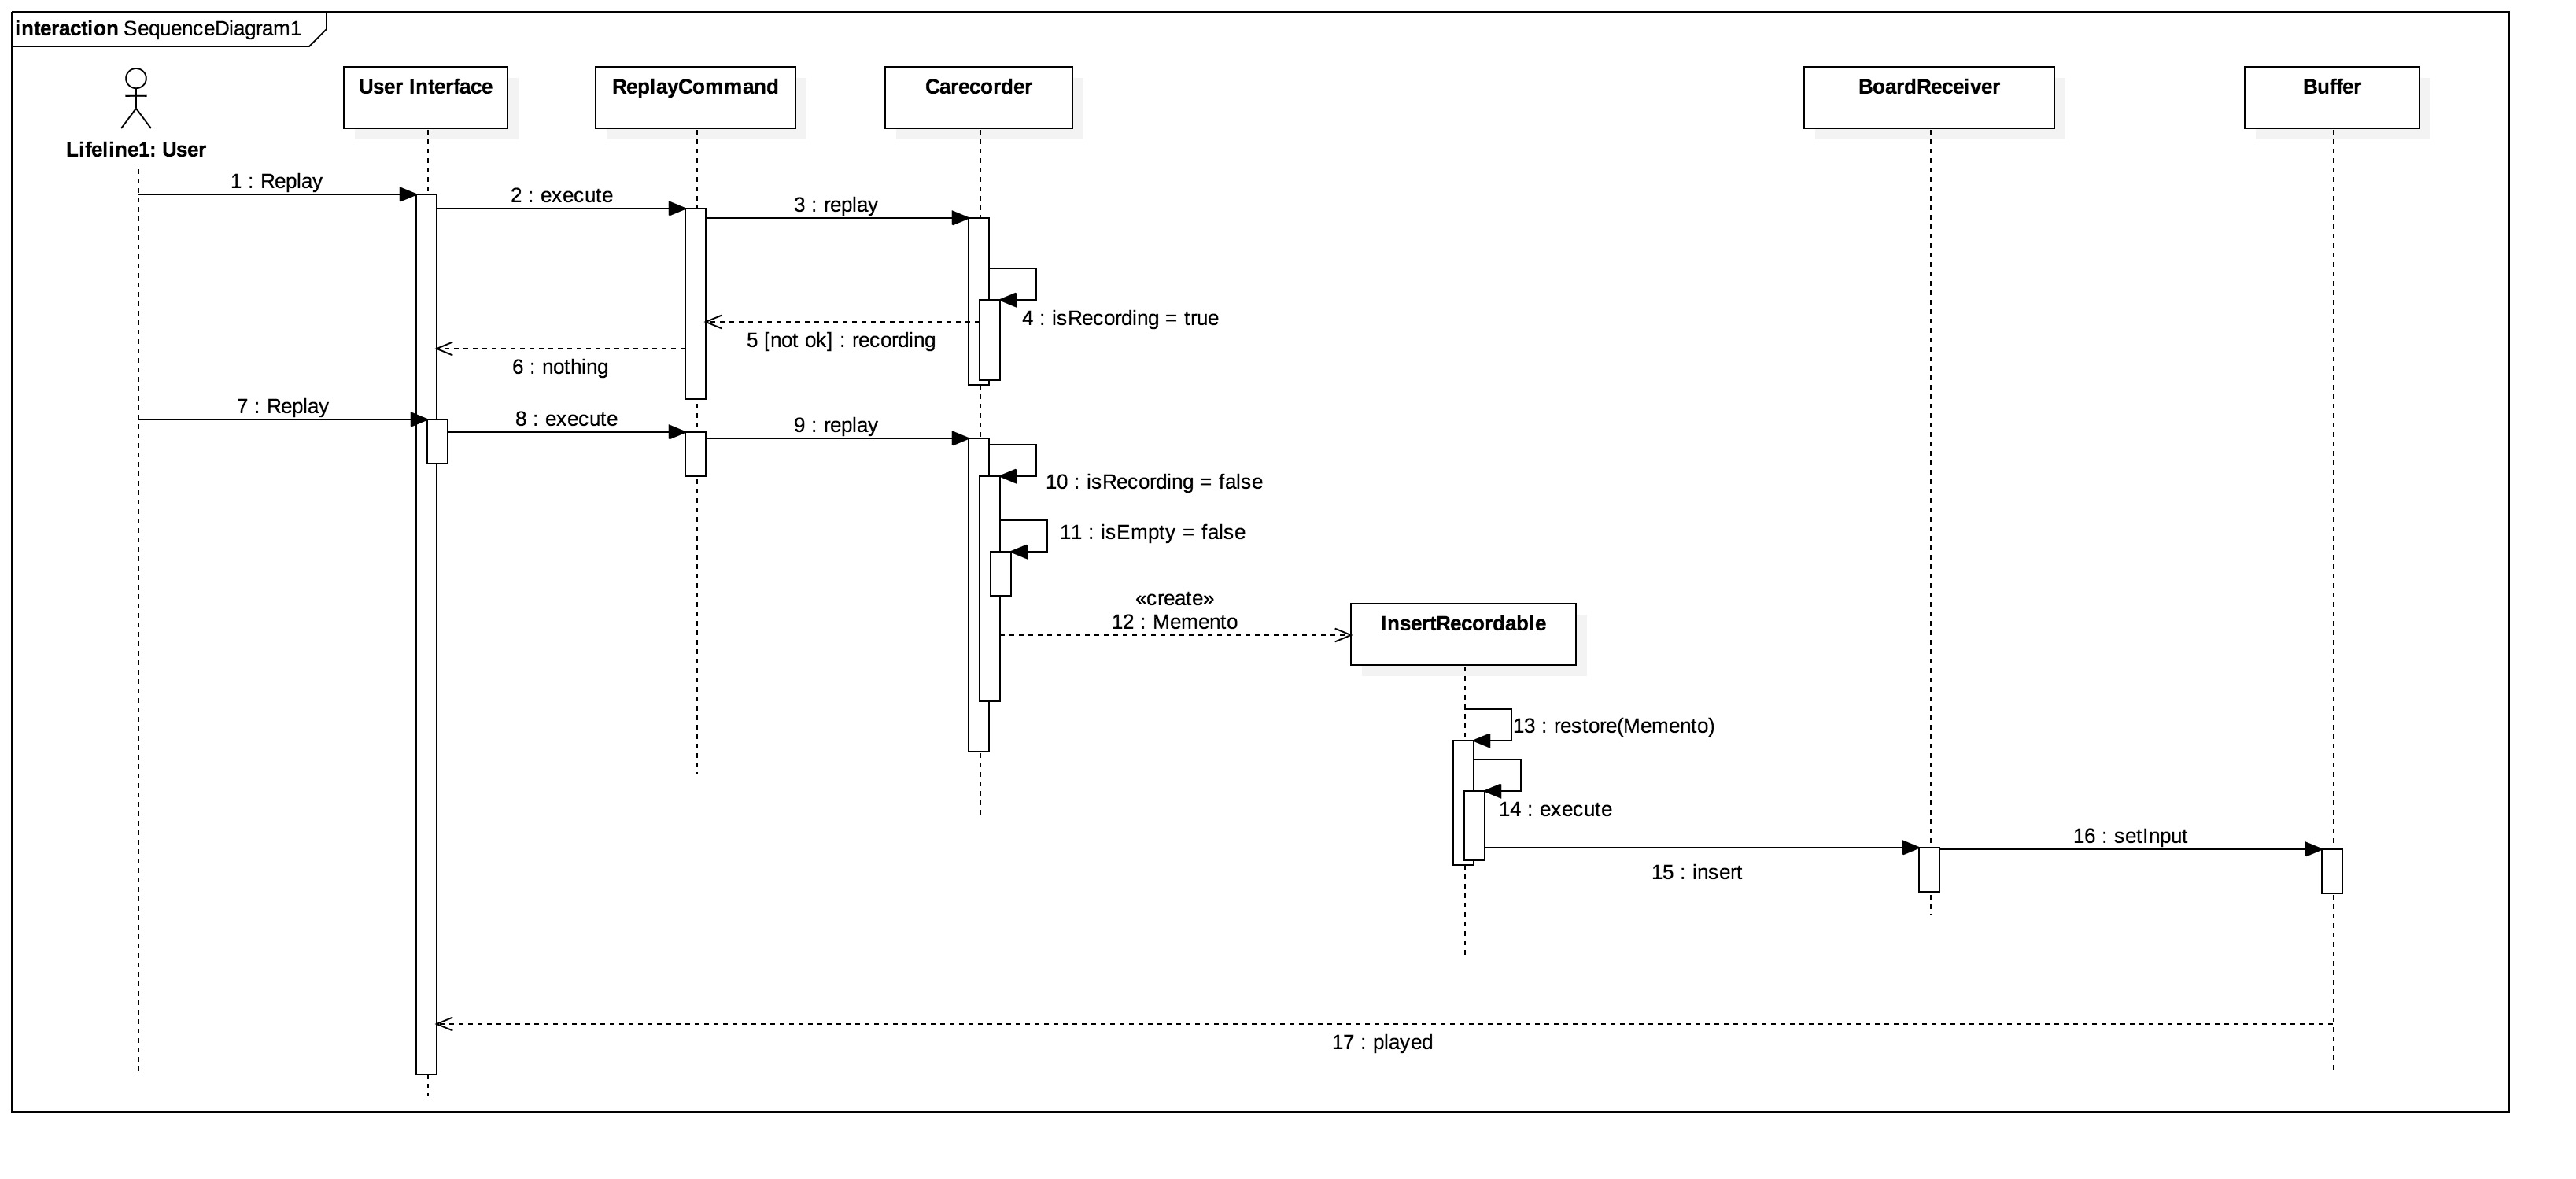 interaction SequenceDiagram1
User Interface
ReplayCommand
Carecorder
BoardReceiver
Buffer
Lifeline1: User
1 : Replay
2 : execute
3 : replay
4 : isRecording = true
5 [not ok] : recording
6 : nothing
7 : Replay
8 : execute
9 : replay
10 : isRecording = false
11 : isEmpty = false
«create»
12 : Memento
InsertRecordable
13 : restore(Memento)
14 : execute
15 : insert
16 : setInput
17 : played